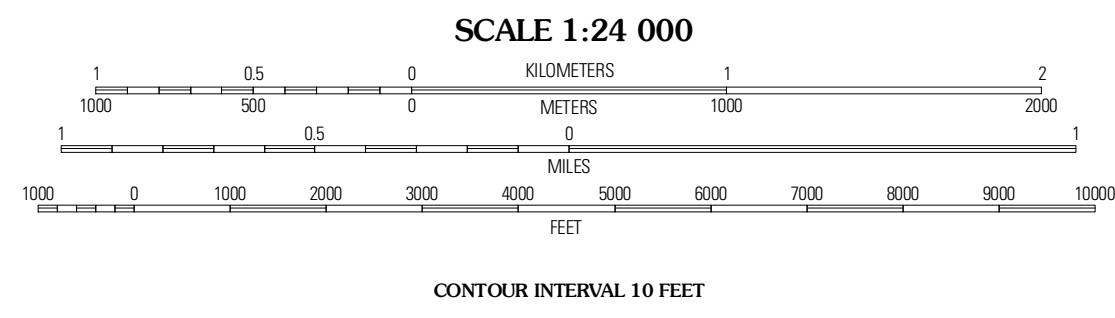 SCALE 1:24 000
1 0.5 0 KILOMETERS 1 2
1000 500 0 METERS 1000 2000
1 0.5 0 1
MILES
1000 0 1000 2000 3000 4000 5000 6000 7000 8000 9000 10000
FEET
CONTOUR INTERVAL 10 FEET